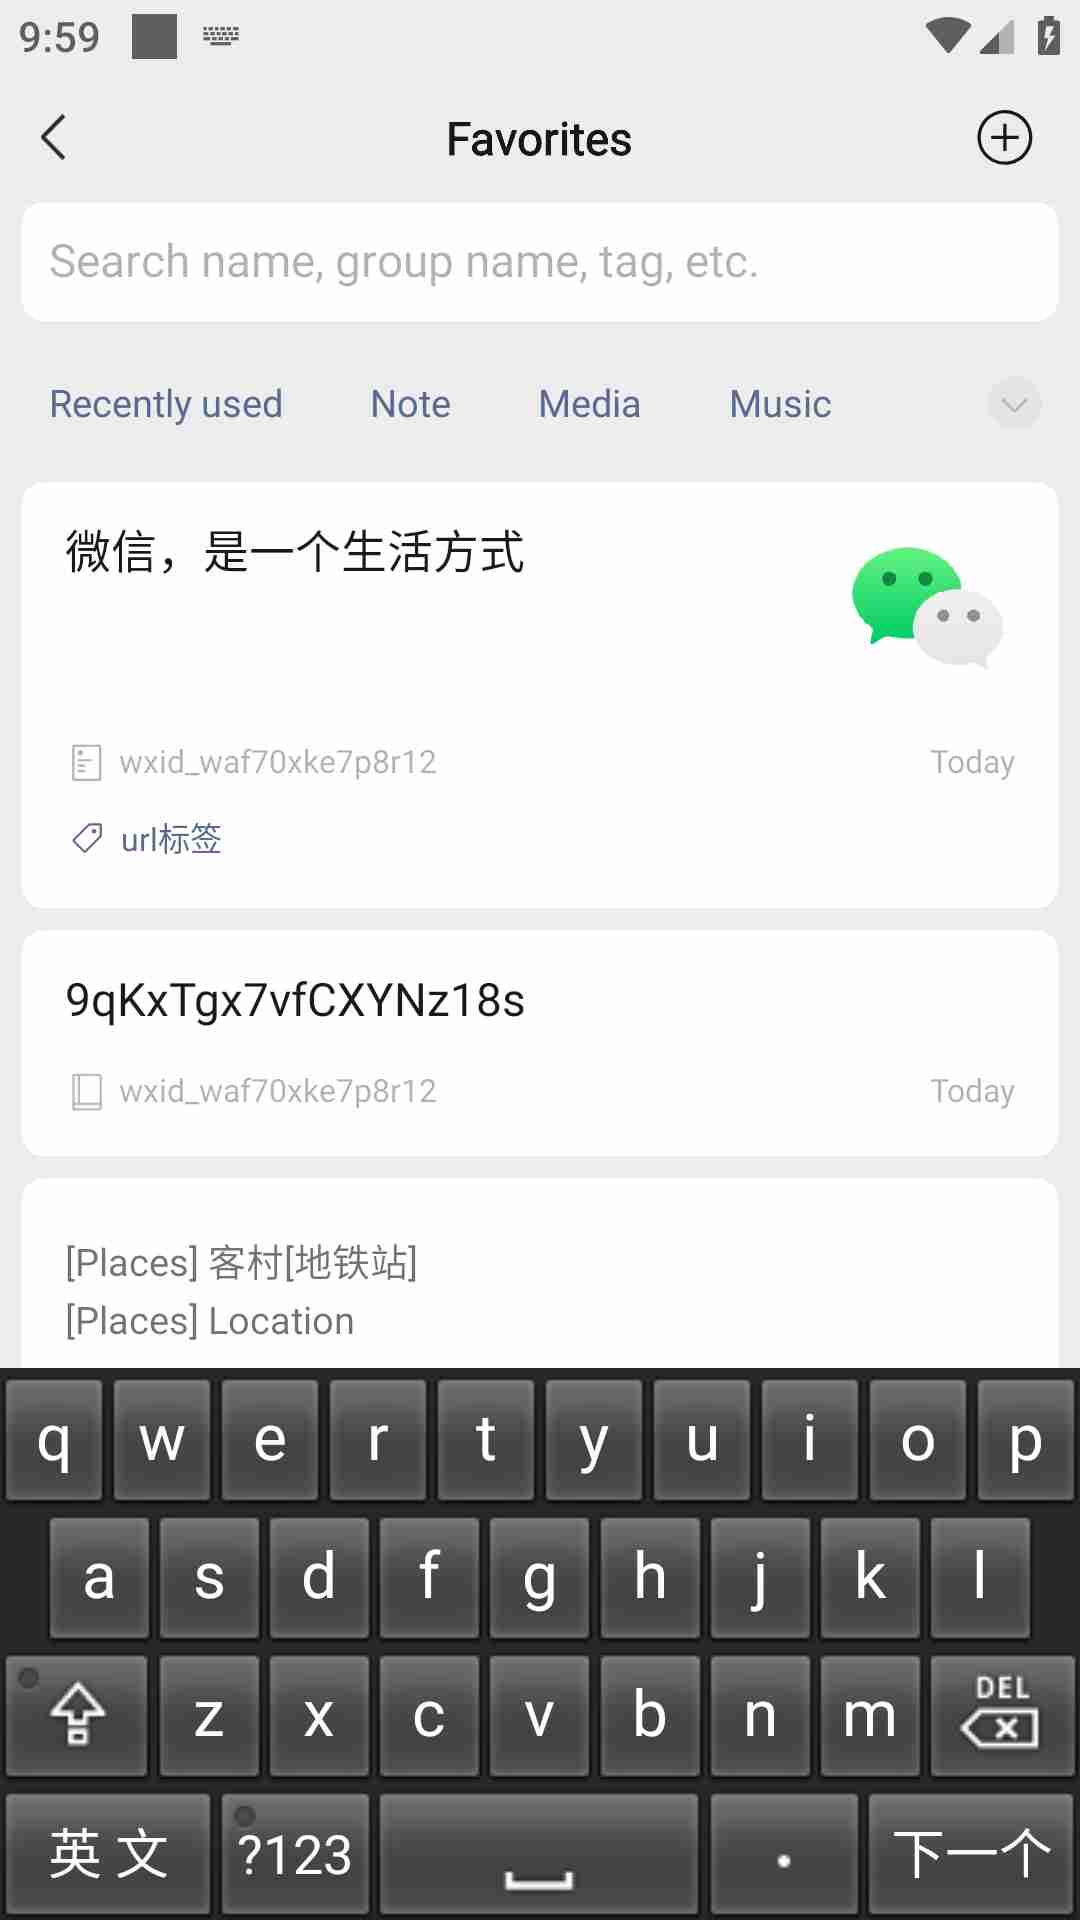 9:59
Favorites
Search name, group name, tag, etc.
Recently used Note Media Music
微信，是一个生活方式
wxid_waf70xke7p8r12 Today
url标签
9qKxTgx7vfCXYNz18s
wxid_waf70xke7p8r12 Today
[Places] 客村[地铁站]
[Places] Location
q w e r t y u i o p
a s d f g h j k l
z x c v b n m DEL
英文 ?123 . 下一个